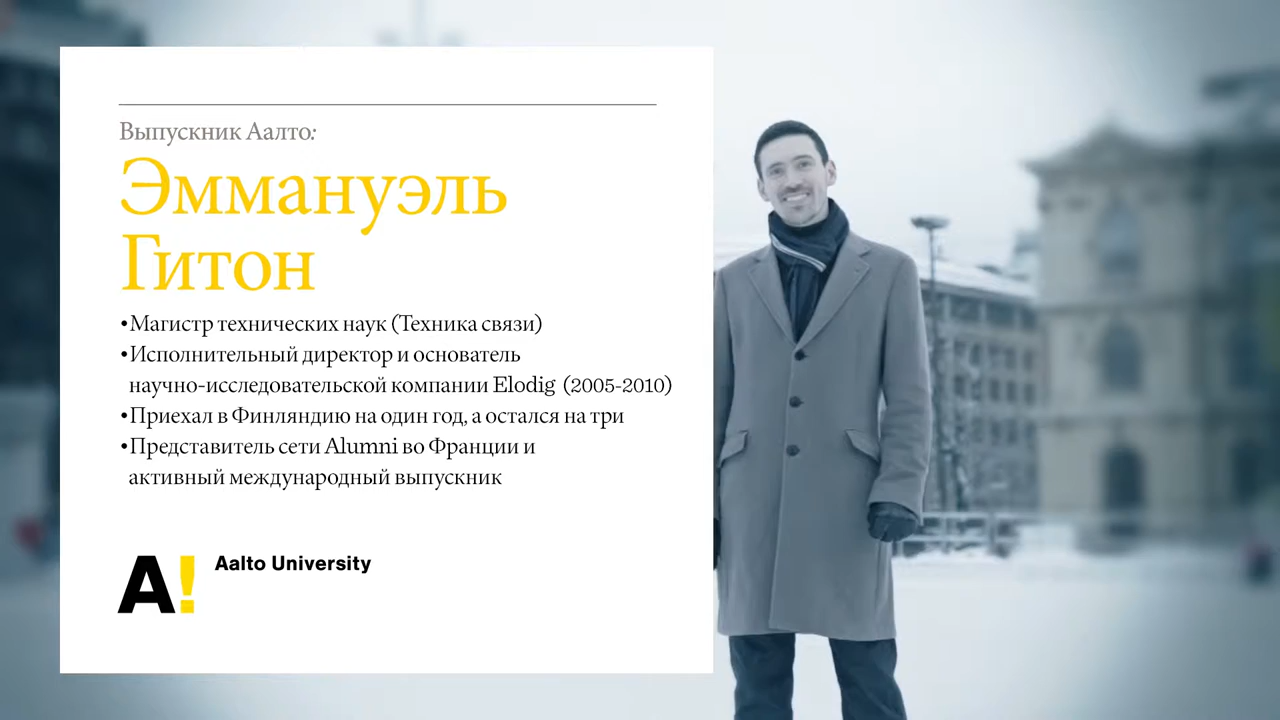 Выпускник Аалто:
Эммануэль
Гитон
•Магистр технических наук (Техника связи)
•Исполнительный директор и основатель
научно-исследовательской компании Elodig (2005-2010)
•Приехал в Финляндию на один год, а остался на три
•Представитель сети Alumni во Франции и
активный международный выпускник
A! Aalto University